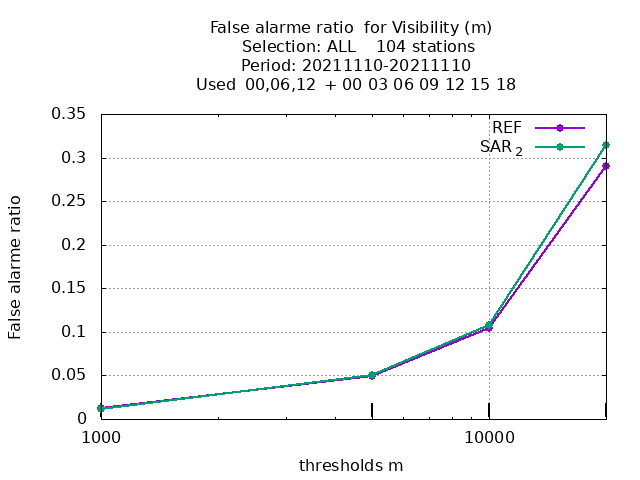 False alarme ratio  for Visibility (m)
Selection: ALL    104 stations
Period: 20211110-20211110
Used  00,06,12  + 00 03 06 09 12 15 18
REF
SAR 2
0.35
0.3
0.25
0.2
0.15
0.1
0.05
0
False alarme ratio
1000
10000
thresholds m